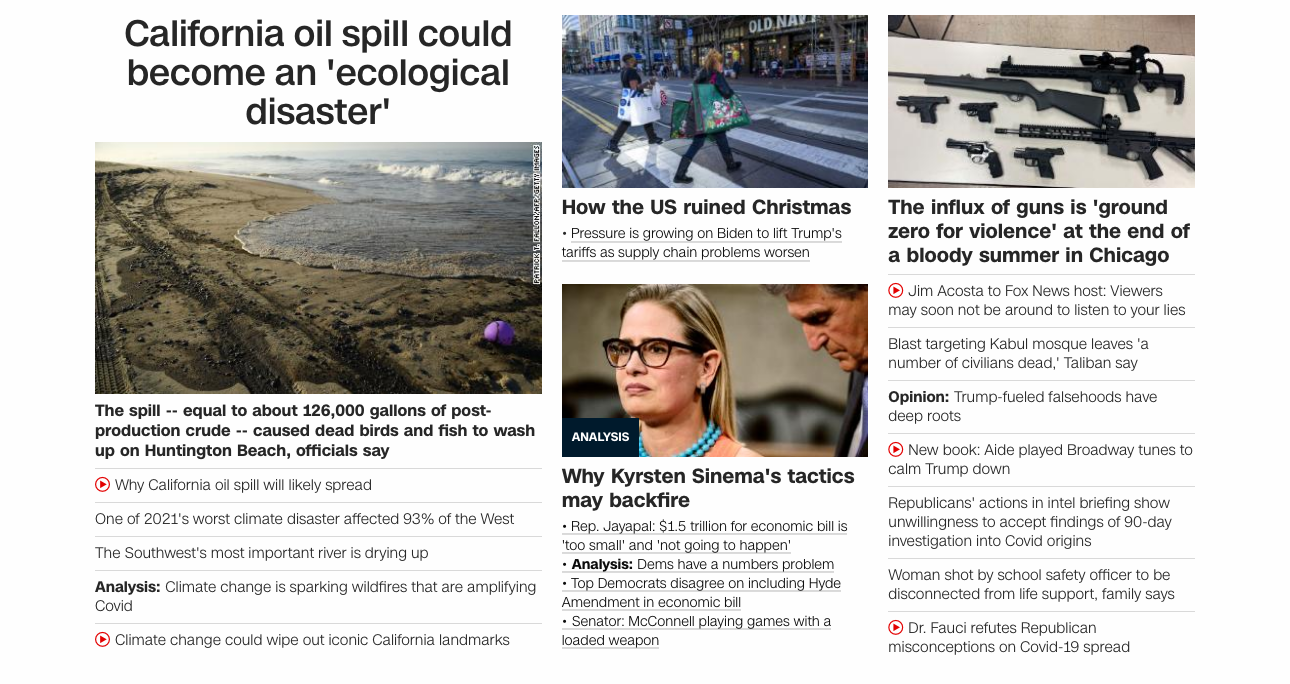 California oil spill could
become an 'ecological
disaster'
PATRICK T. FALLON/AFP/GETTY IMAGES
The spill -- equal to about 126,000 gallons of post-
production crude -- caused dead birds and fish to wash
up on Huntington Beach, officials say
Why California oil spill will likely spread
One of 2021's worst climate disaster affected 93% of the West
The Southwest's most important river is drying up
Analysis: Climate change is sparking wildfires that are amplifying
Covid
Climate change could wipe out iconic California landmarks
OLD NAVY
How the US ruined Christmas
• Pressure is growing on Biden to lift Trump's
tariffs as supply chain problems worsen
ANALYSIS
Why Kyrsten Sinema's tactics
may backfire
• Rep. Jayapal: $1.5 trillion for economic bill is
'too small' and 'not going to happen'
• Analysis: Dems have a numbers problem
• Top Democrats disagree on including Hyde
Amendment in economic bill
• Senator: McConnell playing games with a
loaded weapon
The influx of guns is 'ground
zero for violence' at the end of
a bloody summer in Chicago
Jim Acosta to Fox News host: Viewers
may soon not be around to listen to your lies
Blast targeting Kabul mosque leaves 'a
number of civilians dead,' Taliban say
Opinion: Trump-fueled falsehoods have
deep roots
New book: Aide played Broadway tunes to
calm Trump down
Republicans' actions in intel briefing show
unwillingness to accept findings of 90-day
investigation into Covid origins
Woman shot by school safety officer to be
disconnected from life support, family says
Dr. Fauci refutes Republican
misconceptions on Covid-19 spread